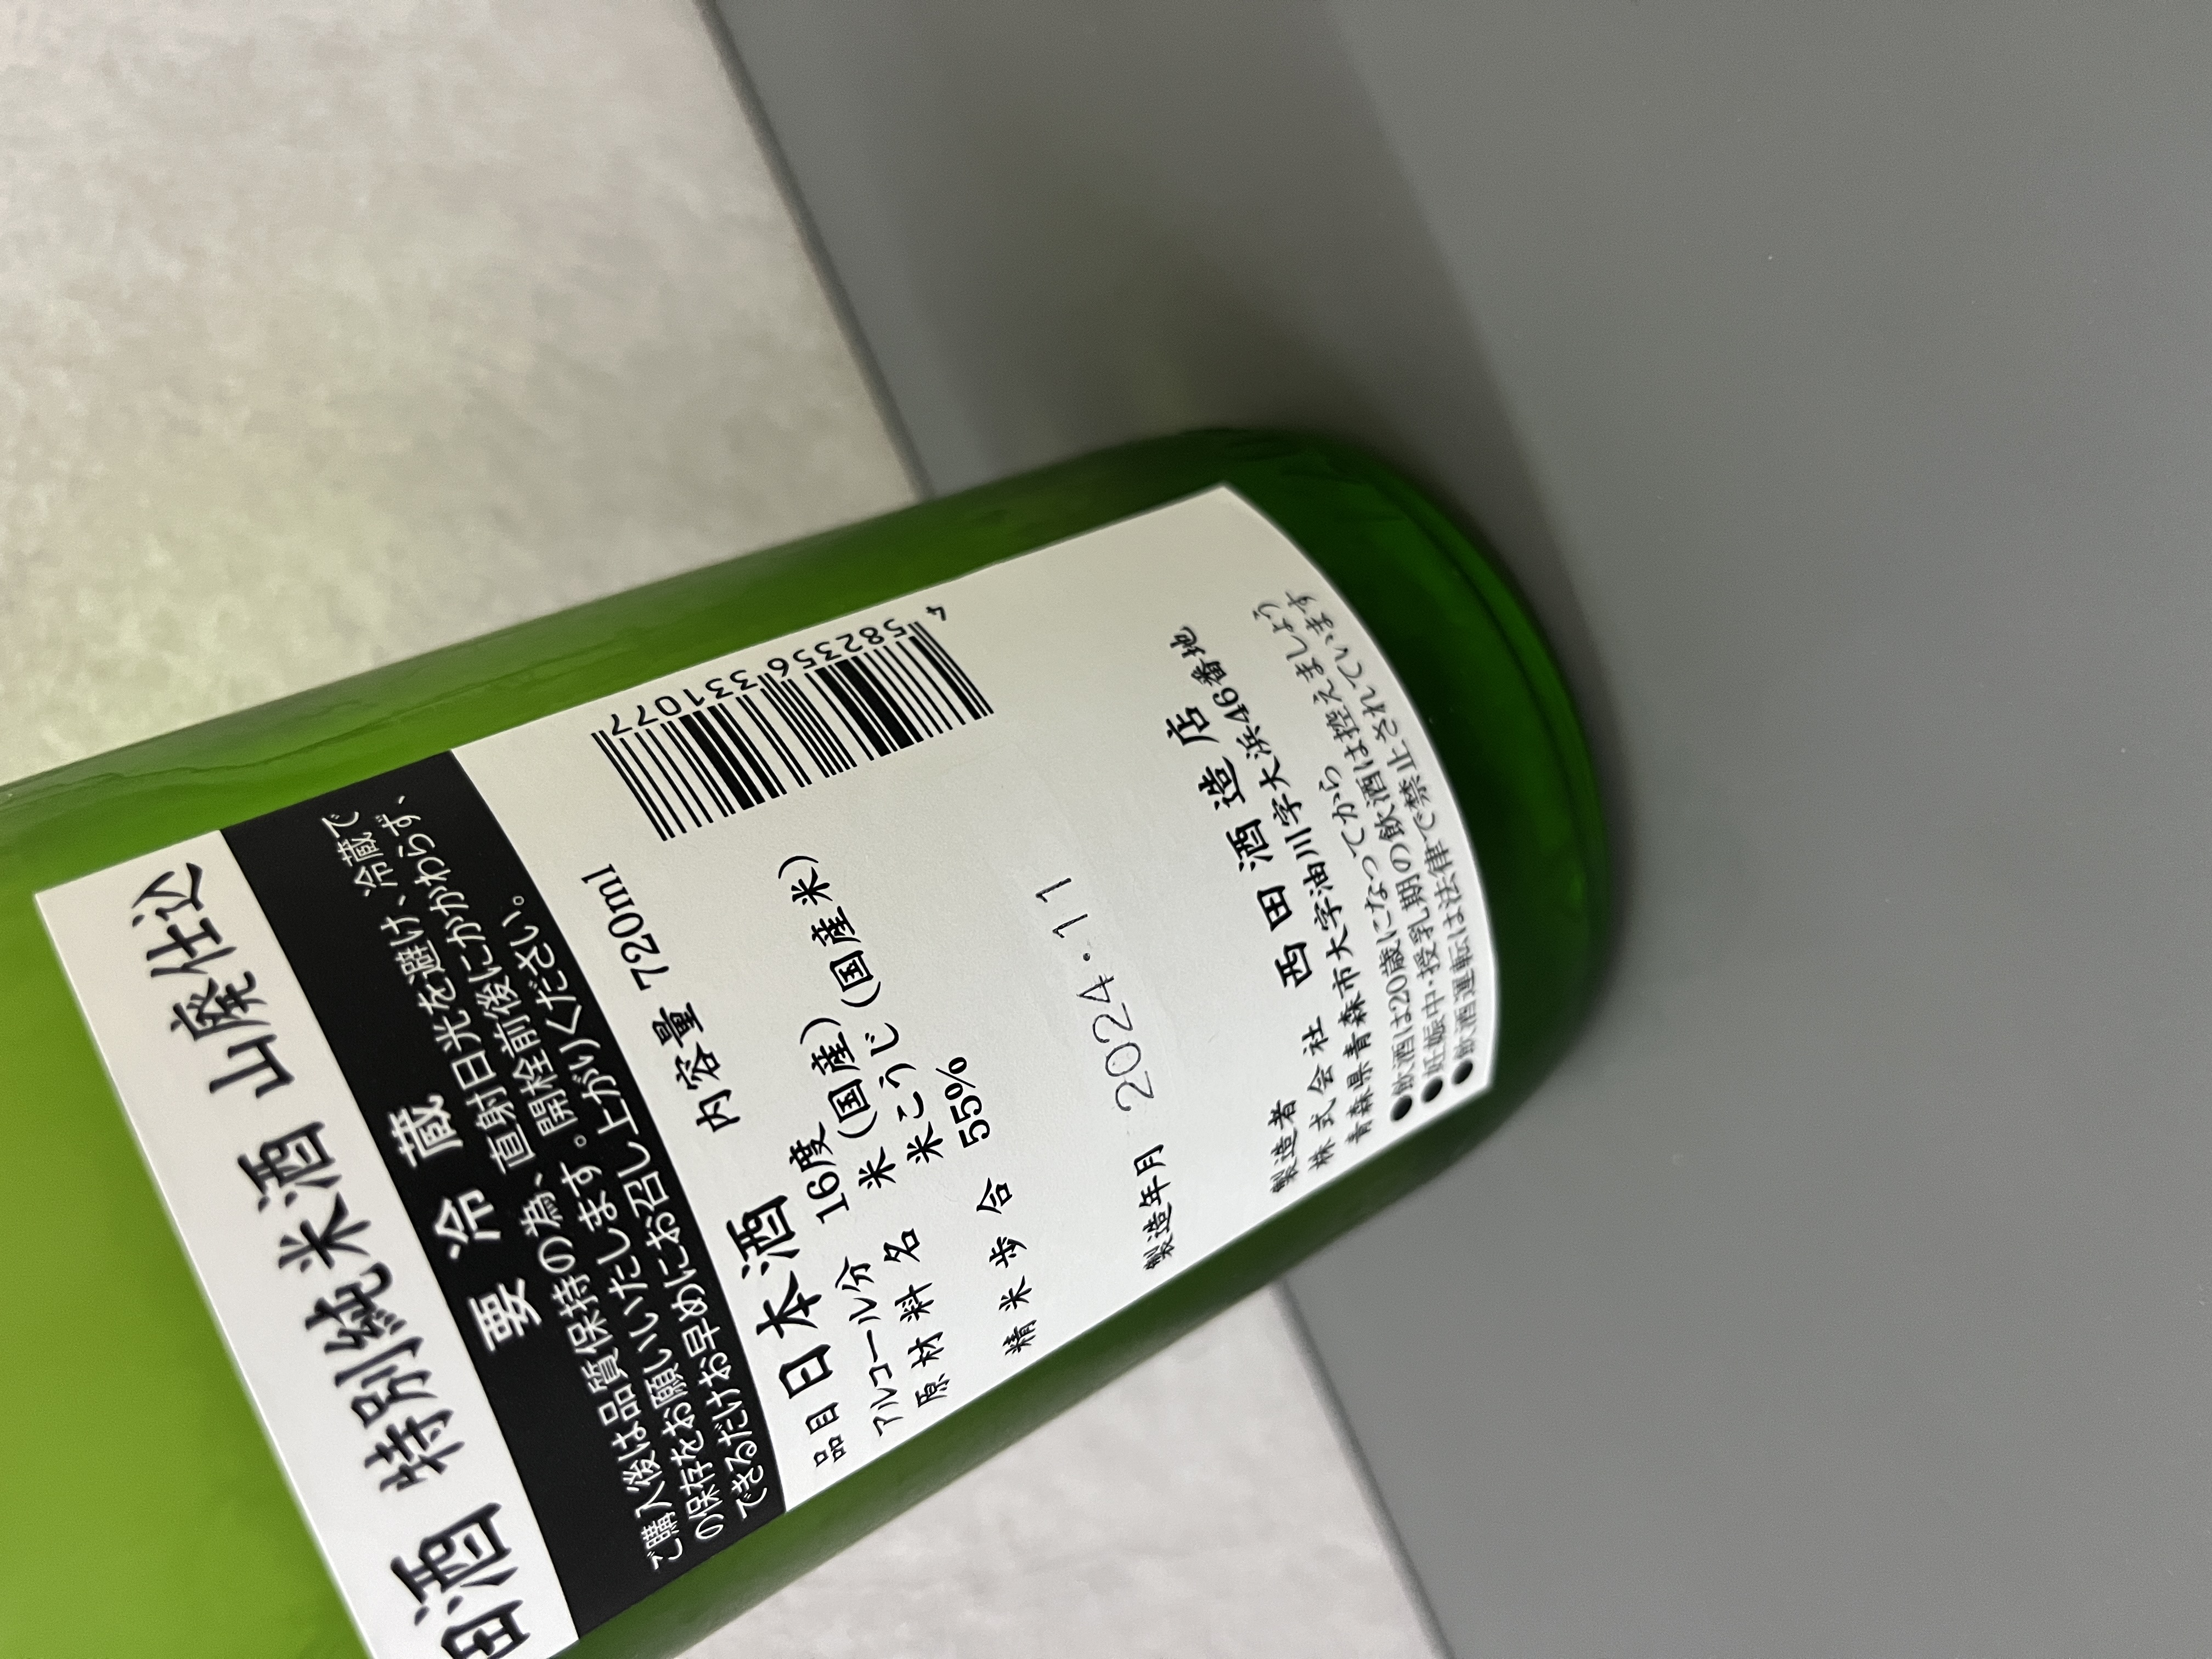 田酒 特別純米酒 山廃仕込
要冷蔵
ご購入後は品質保持の為、直射日光を避け、冷蔵で
の保存をお願いいたします。開栓前後にかかわらず、
できるだけお早めにお召し上がりください。
品目 日本酒 内容量 720ml
アルコール分 16度
原材料名 米(国産)
米こうじ(国産米)
精米歩合 55%
4 582356 331077
製造年月 2024.11
製造者
株式会社 西田酒造店
青森県青森市大字油川字大浜46番地
●飲酒は20歳になってから
●妊娠中・授乳期の飲酒は控えましょう
●飲酒運転は法律で禁止されています